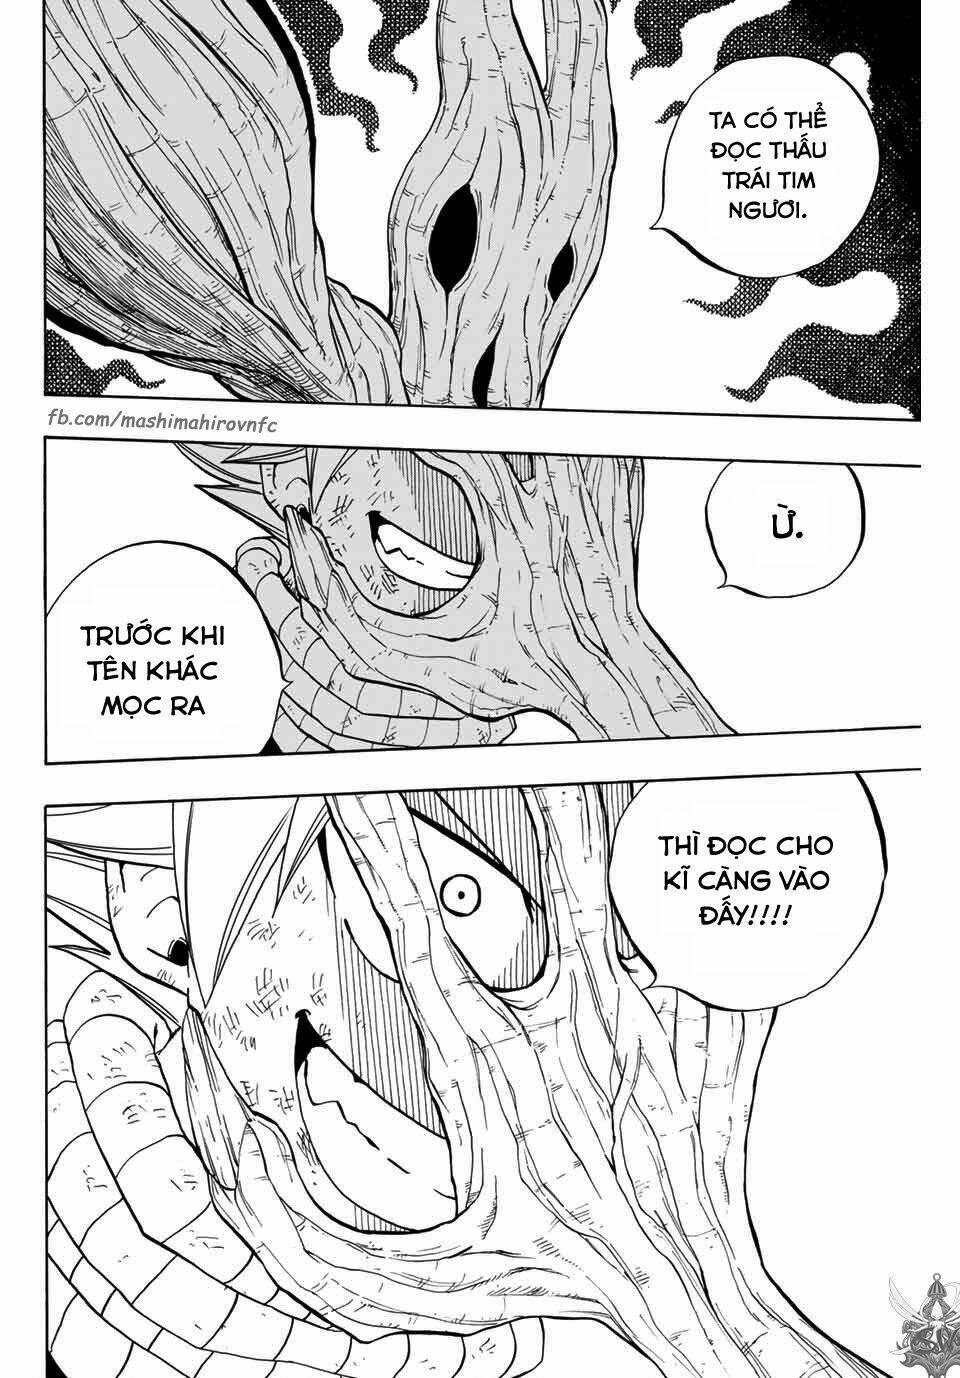 TA CÓ THỂ
ĐỌC THẤU
TRÁI TIM
NGƯƠI.
fb.com/mashimahirovnfc
Ừ.
TRƯỚC KHI
TÊN KHÁC
MỌC RA
THÌ ĐỌC CHO
KĨ CÀNG VÀO
ĐẤY!!!!